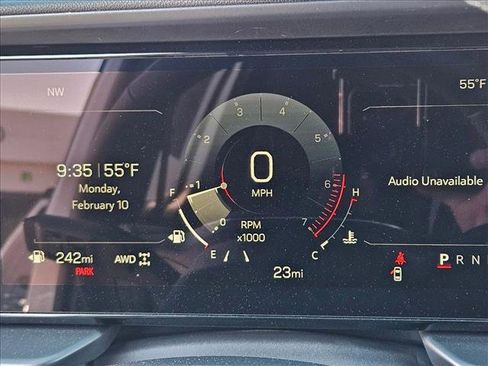 NW
55°F
9:35 | 55°F
Monday,
February 10
3 4
2 5
1 6
0 7
0
MPH
RPM
x1000
F
E
H
C
Audio Unavailable
242mi
PARK
AWD
23mi
P R N